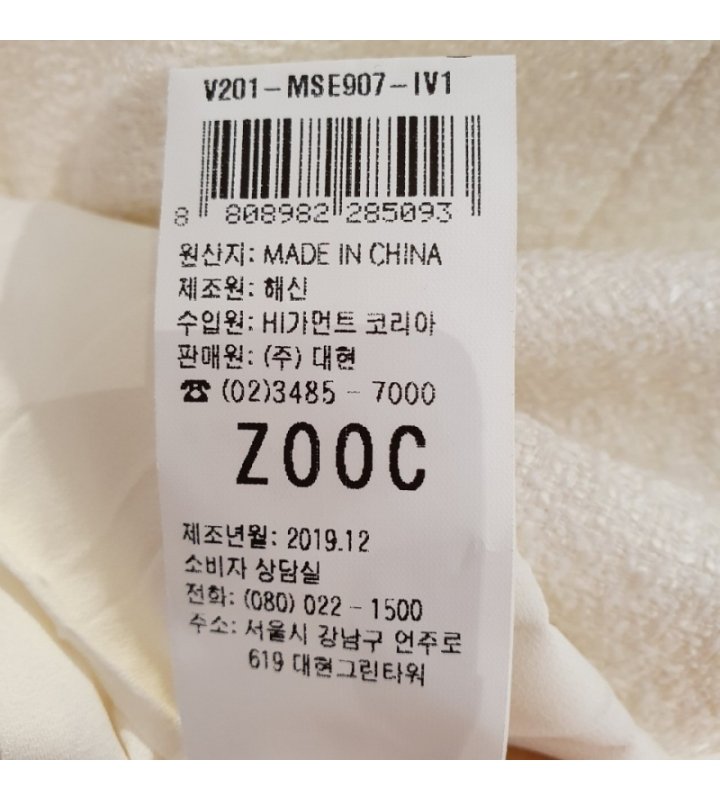 V201-MSE907-IV1
8 808982 285093
원산지: MADE IN CHINA
제조원: 해신
수입원: HI가먼트 코리아
판매원: (주) 대현
☎ (02)3485 - 7000
ZOOC
제조년월: 2019.12
소비자 상담실
전화: (080) 022 - 1500
주소: 서울시 강남구 언주로
619 대현그린타워